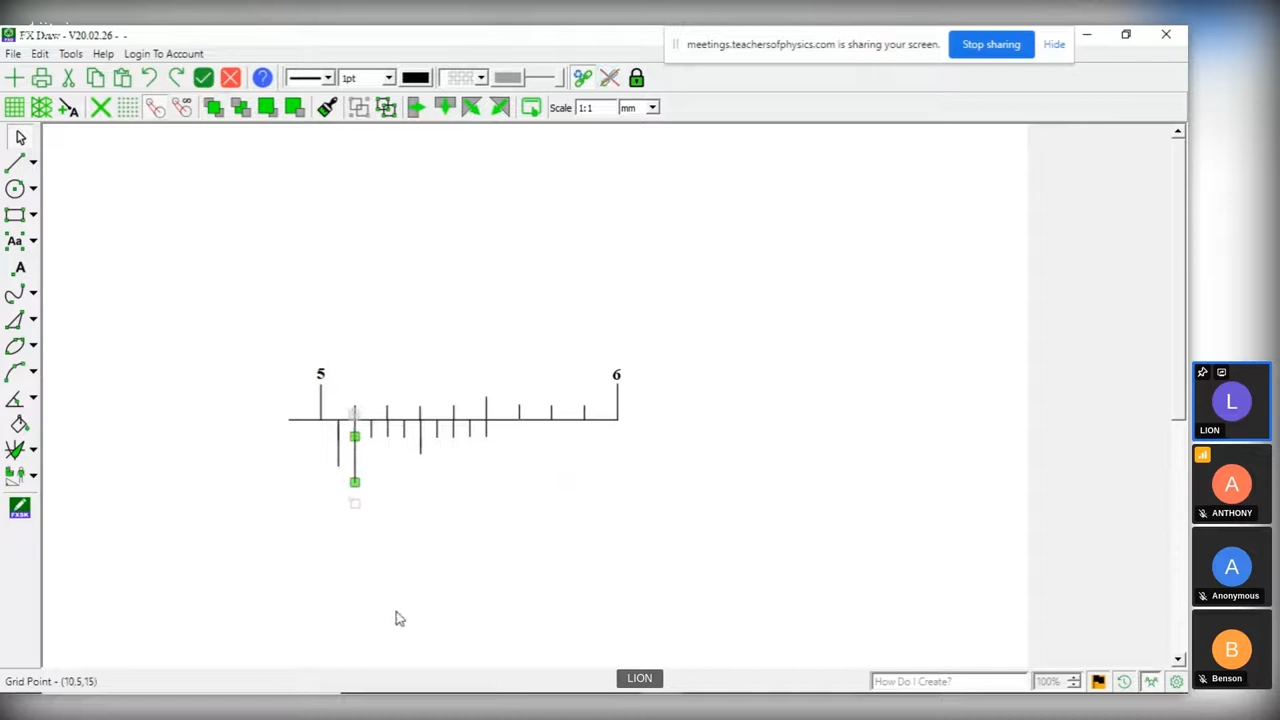 FX Draw - V20.02.26 - -
meetings.teachersofphysics.com is sharing your screen.
Stop sharing
Hide
File Edit Tools Help Login To Account
1pt
Scale 1:1 mm
Aa
A
FXSK
5
6
L
LION
A
ANTHONY
A
Anonymous
B
Benson
LION
Grid Point - (10.5,15)
How Do I Create?
100%